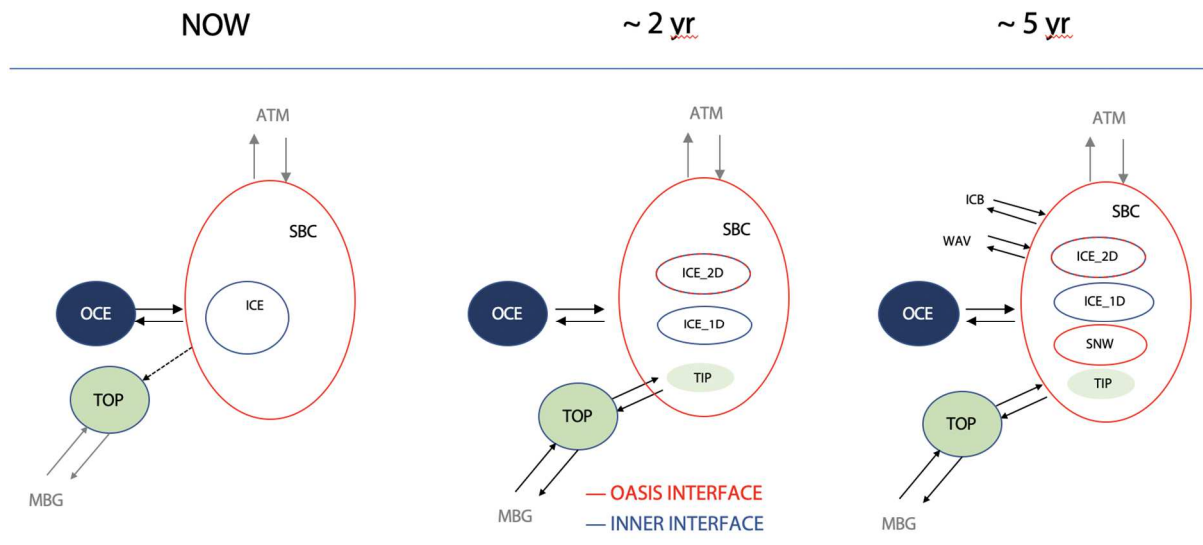 NOW
~ 2 yr
~ 5 yr
ATM
SBC
ICE
OCE
TOP
MBG
ATM
SBC
ICE_2D
ICE_1D
OCE
TIP
TOP
MBG
— OASIS INTERFACE
— INNER INTERFACE
ATM
ICB
SBC
WAV
ICE_2D
ICE_1D
OCE
SNW
TIP
TOP
MBG